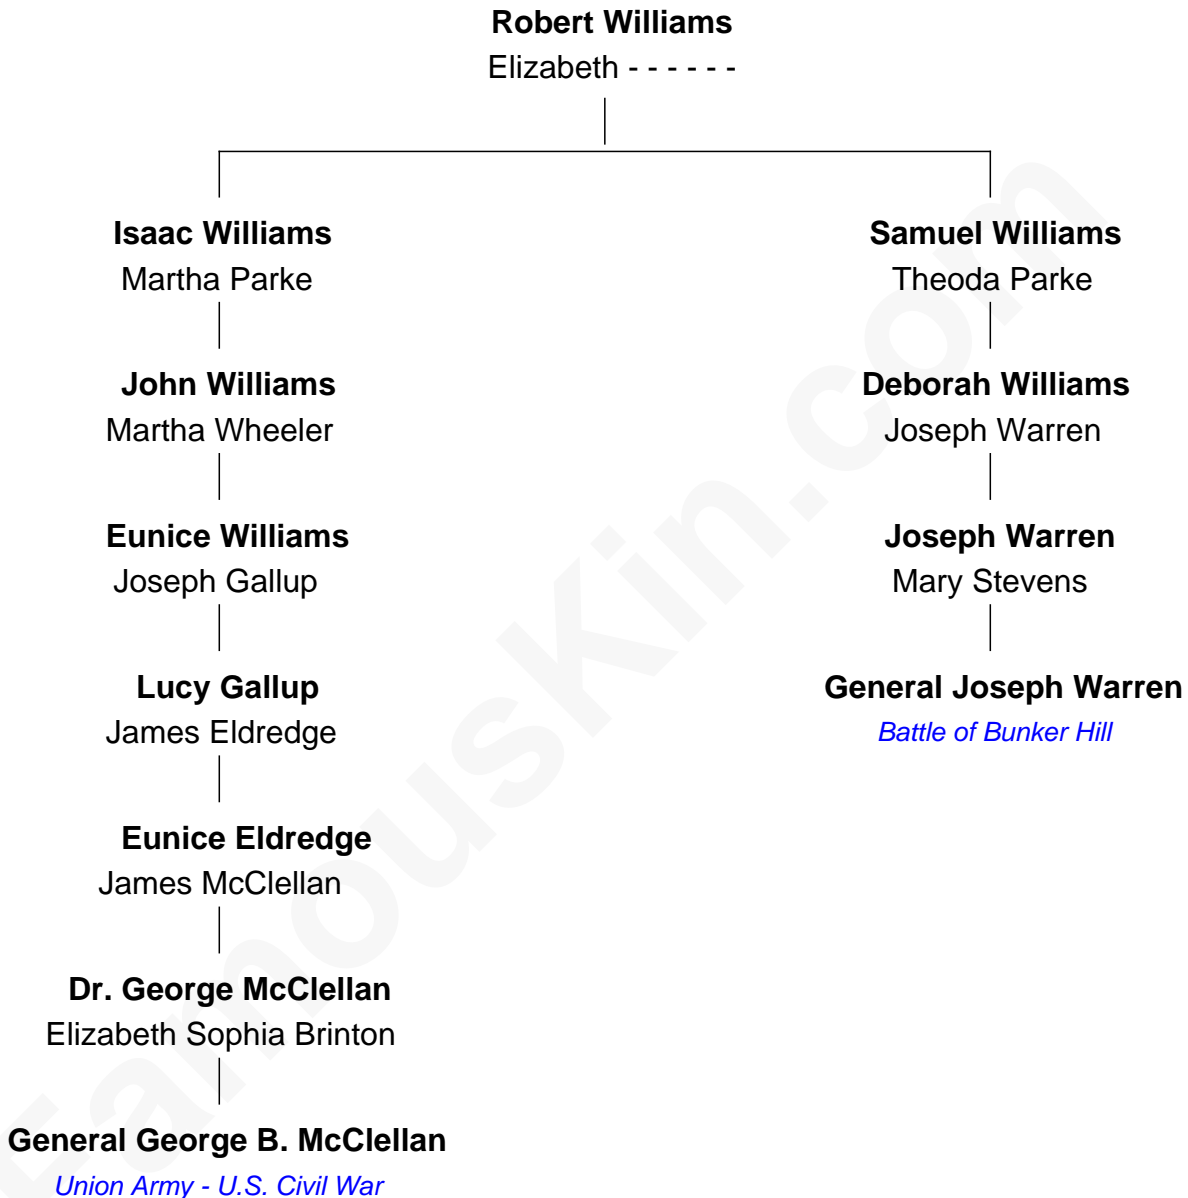 Robert Williams
Elizabeth - - - - - -
Isaac Williams
Martha Parke
Samuel Williams
Theoda Parke
John Williams
Martha Wheeler
Deborah Williams
Joseph Warren
Eunice Williams
Joseph Gallup
Joseph Warren
Mary Stevens
Lucy Gallup
James Eldredge
General Joseph Warren
Battle of Bunker Hill
Eunice Eldredge
James McClellan
Dr. George McClellan
Elizabeth Sophia Brinton
General George B. McClellan
Union Army - U.S. Civil War
FamousKin.com